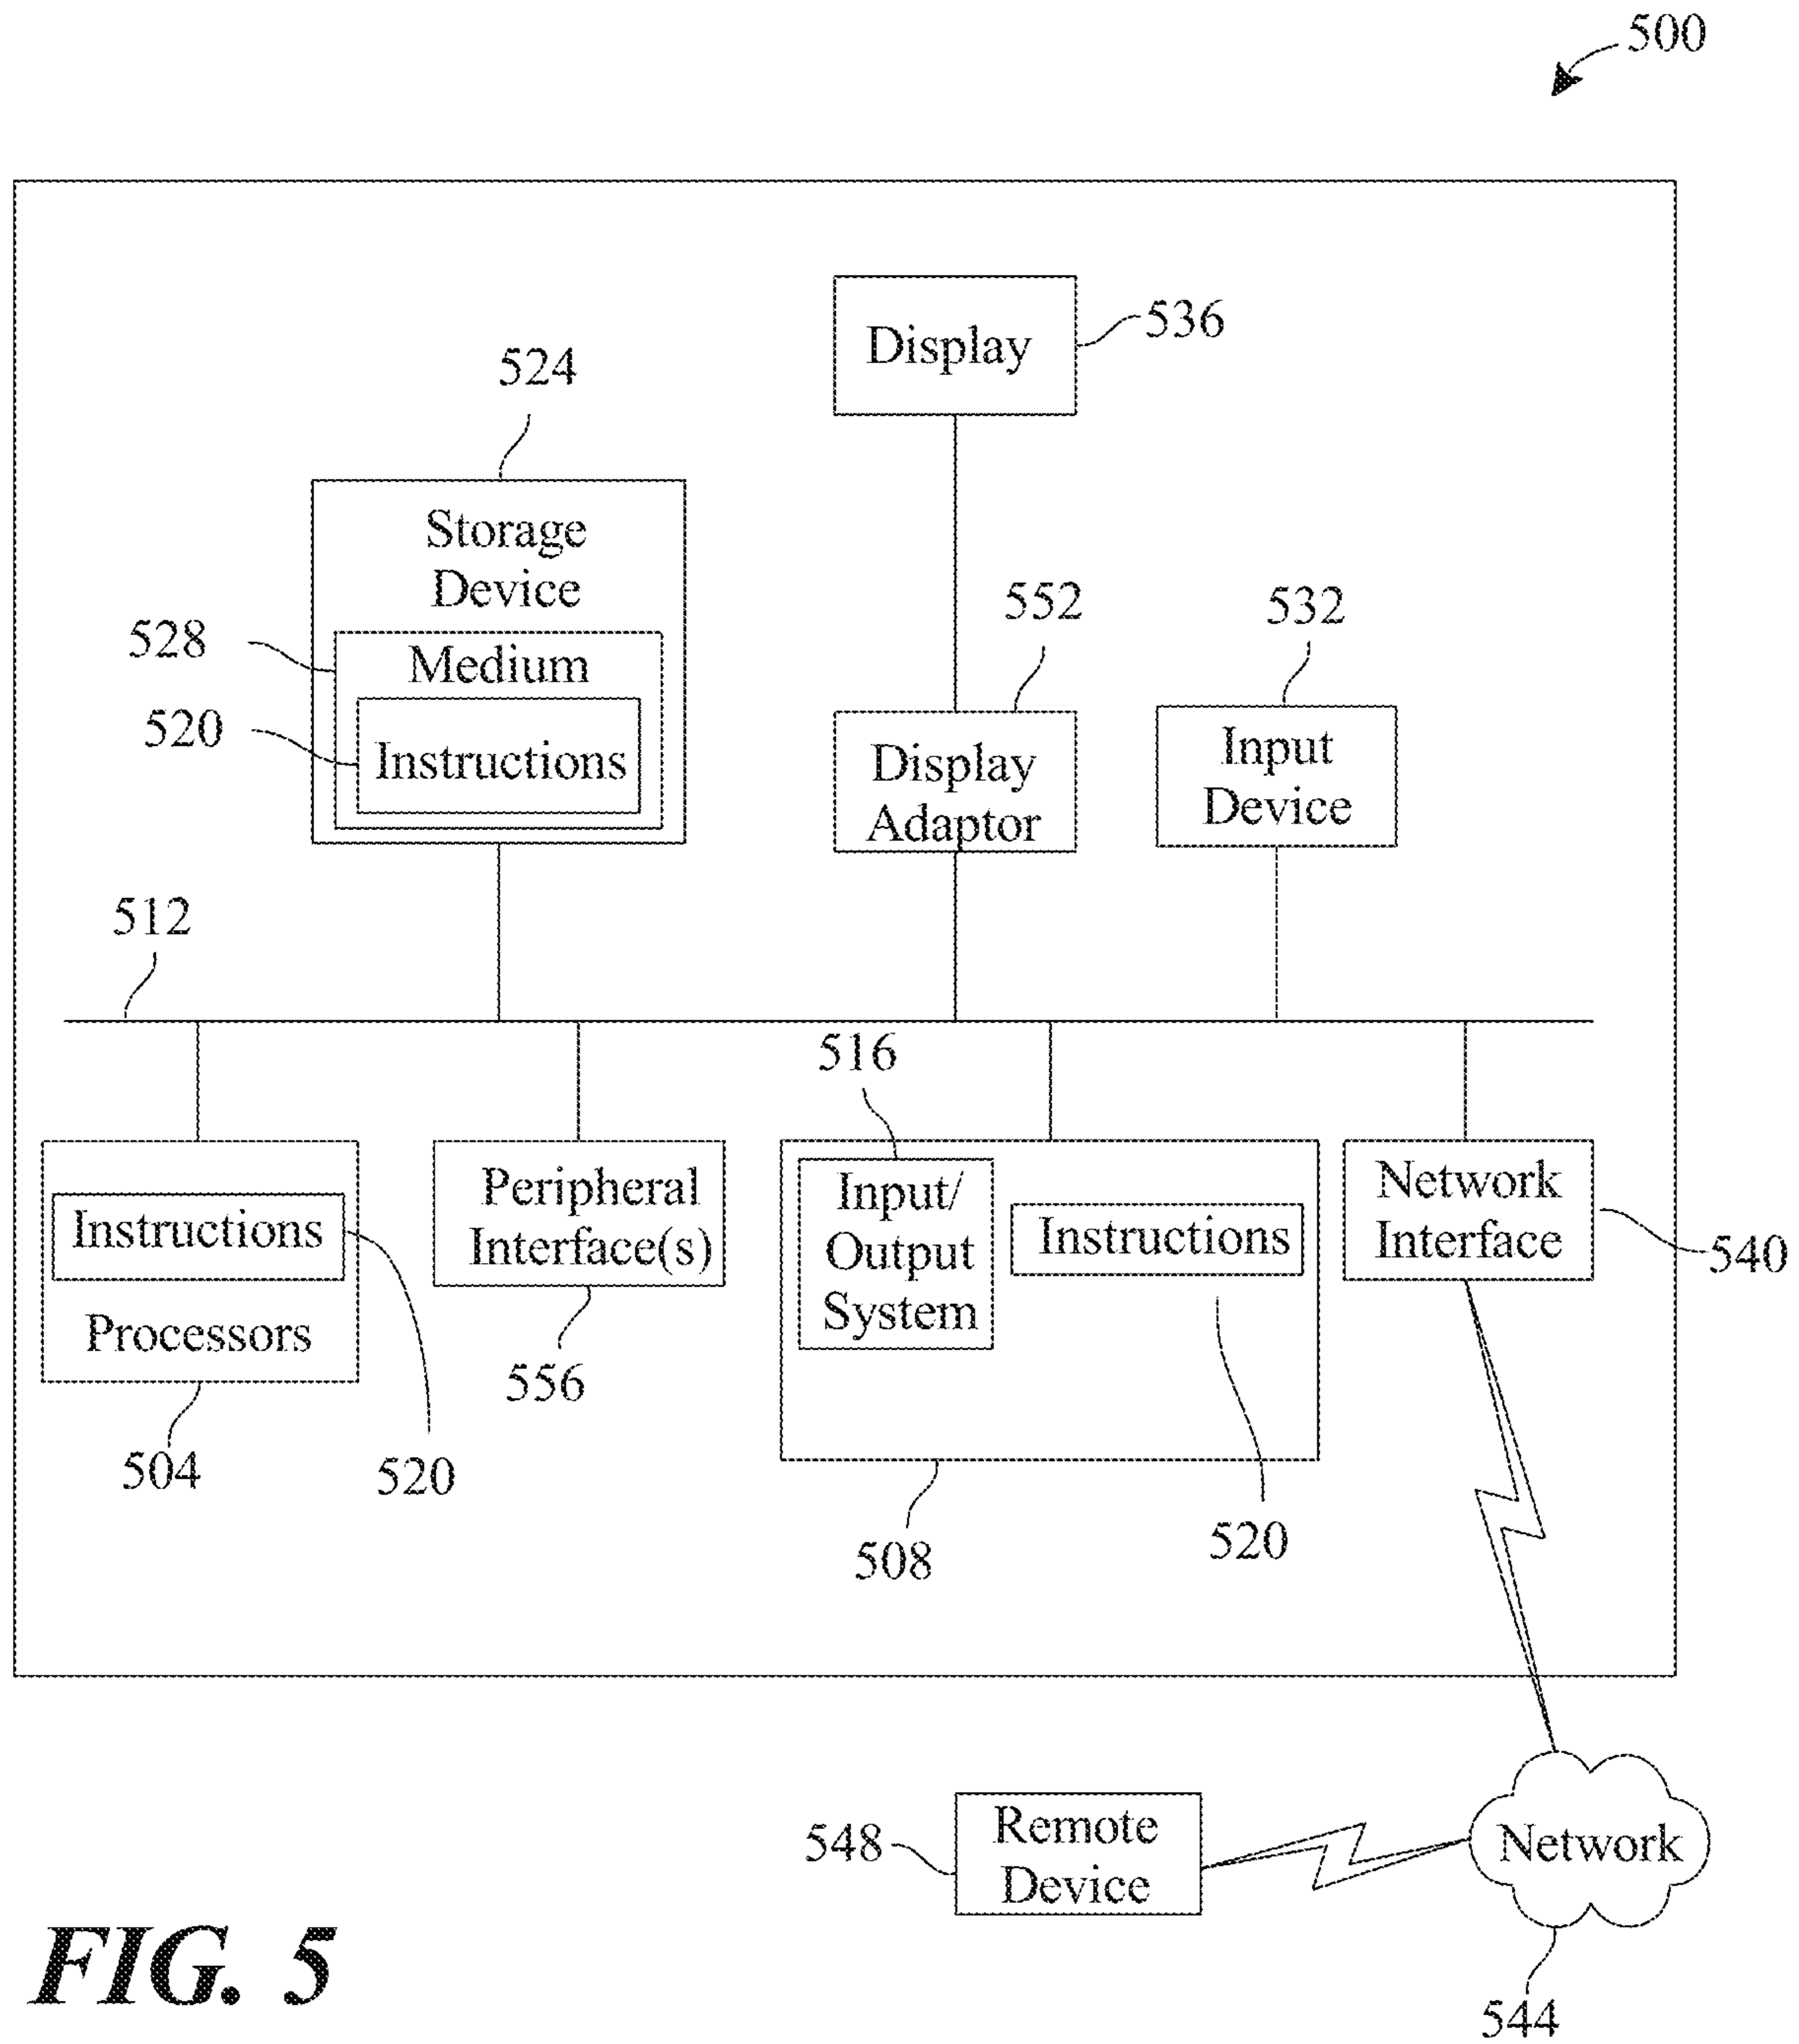 500
Display
536
524
Storage
Device
528
Medium
520
Instructions
552
Display
Adaptor
532
Input
Device
512
516
Instructions
Processors
504
520
Peripheral
Interface(s)
556
Input/
Output
System
Instructions
508
520
Network
Interface
540
548
Remote
Device
Network
544
FIG. 5